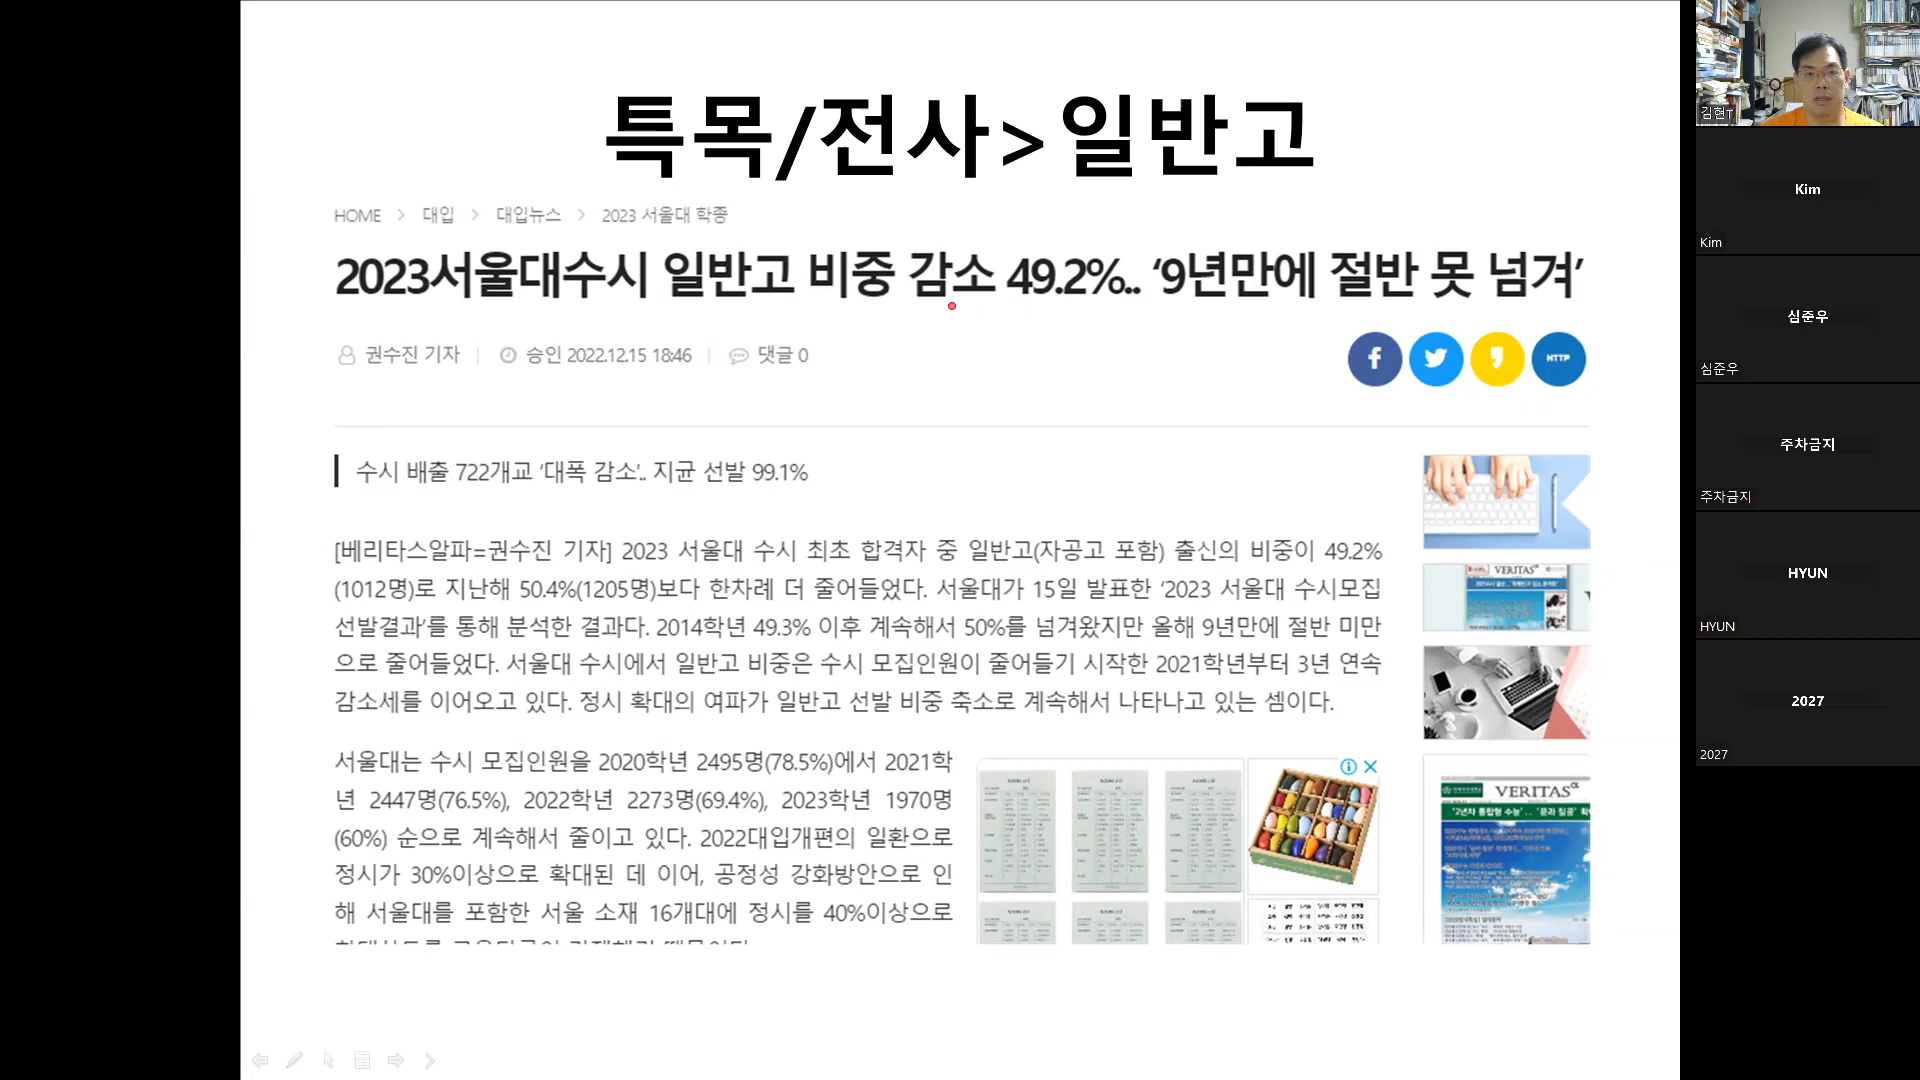 특목/전사>일반고
HOME > 대입 > 대입뉴스 > 2023 서울대 학종
2023서울대수시 일반고 비중 감소 49.2%.. ‘9년만에 절반 못 넘겨’
권수진 기자 | 승인 2022.12.15 18:46 | 댓글 0
HTTP
수시 배출 722개교 ‘대폭 감소’.. 지균 선발 99.1%
[베리타스알파=권수진 기자] 2023 서울대 수시 최초 합격자 중 일반고(자공고 포함) 출신의 비중이 49.2%
(1012명)로 지난해 50.4%(1205명)보다 한차례 더 줄어들었다. 서울대가 15일 발표한 ‘2023 서울대 수시모집
선발결과’를 통해 분석한 결과다. 2014학년 49.3% 이후 계속해서 50%를 넘겨왔지만 올해 9년만에 절반 미만
으로 줄어들었다. 서울대 수시에서 일반고 비중은 수시 모집인원이 줄어들기 시작한 2021학년부터 3년 연속
감소세를 이어오고 있다. 정시 확대의 여파가 일반고 선발 비중 축소로 계속해서 나타나고 있는 셈이다.
서울대는 수시 모집인원을 2020학년 2495명(78.5%)에서 2021학
년 2447명(76.5%), 2022학년 2273명(69.4%), 2023학년 1970명
(60%) 순으로 계속해서 줄이고 있다. 2022대입개편의 일환으로
정시가 30%이상으로 확대된 데 이어, 공정성 강화방안으로 인
해 서울대를 포함한 서울 소재 16개대에 정시를 40%이상으로
VERITASα
VERITASα
‘2년차 통합형 수능’.. ‘문과 침공’
김현T
Kim
Kim
심준우
심준우
주차금지
주차금지
HYUN
HYUN
2027
2027